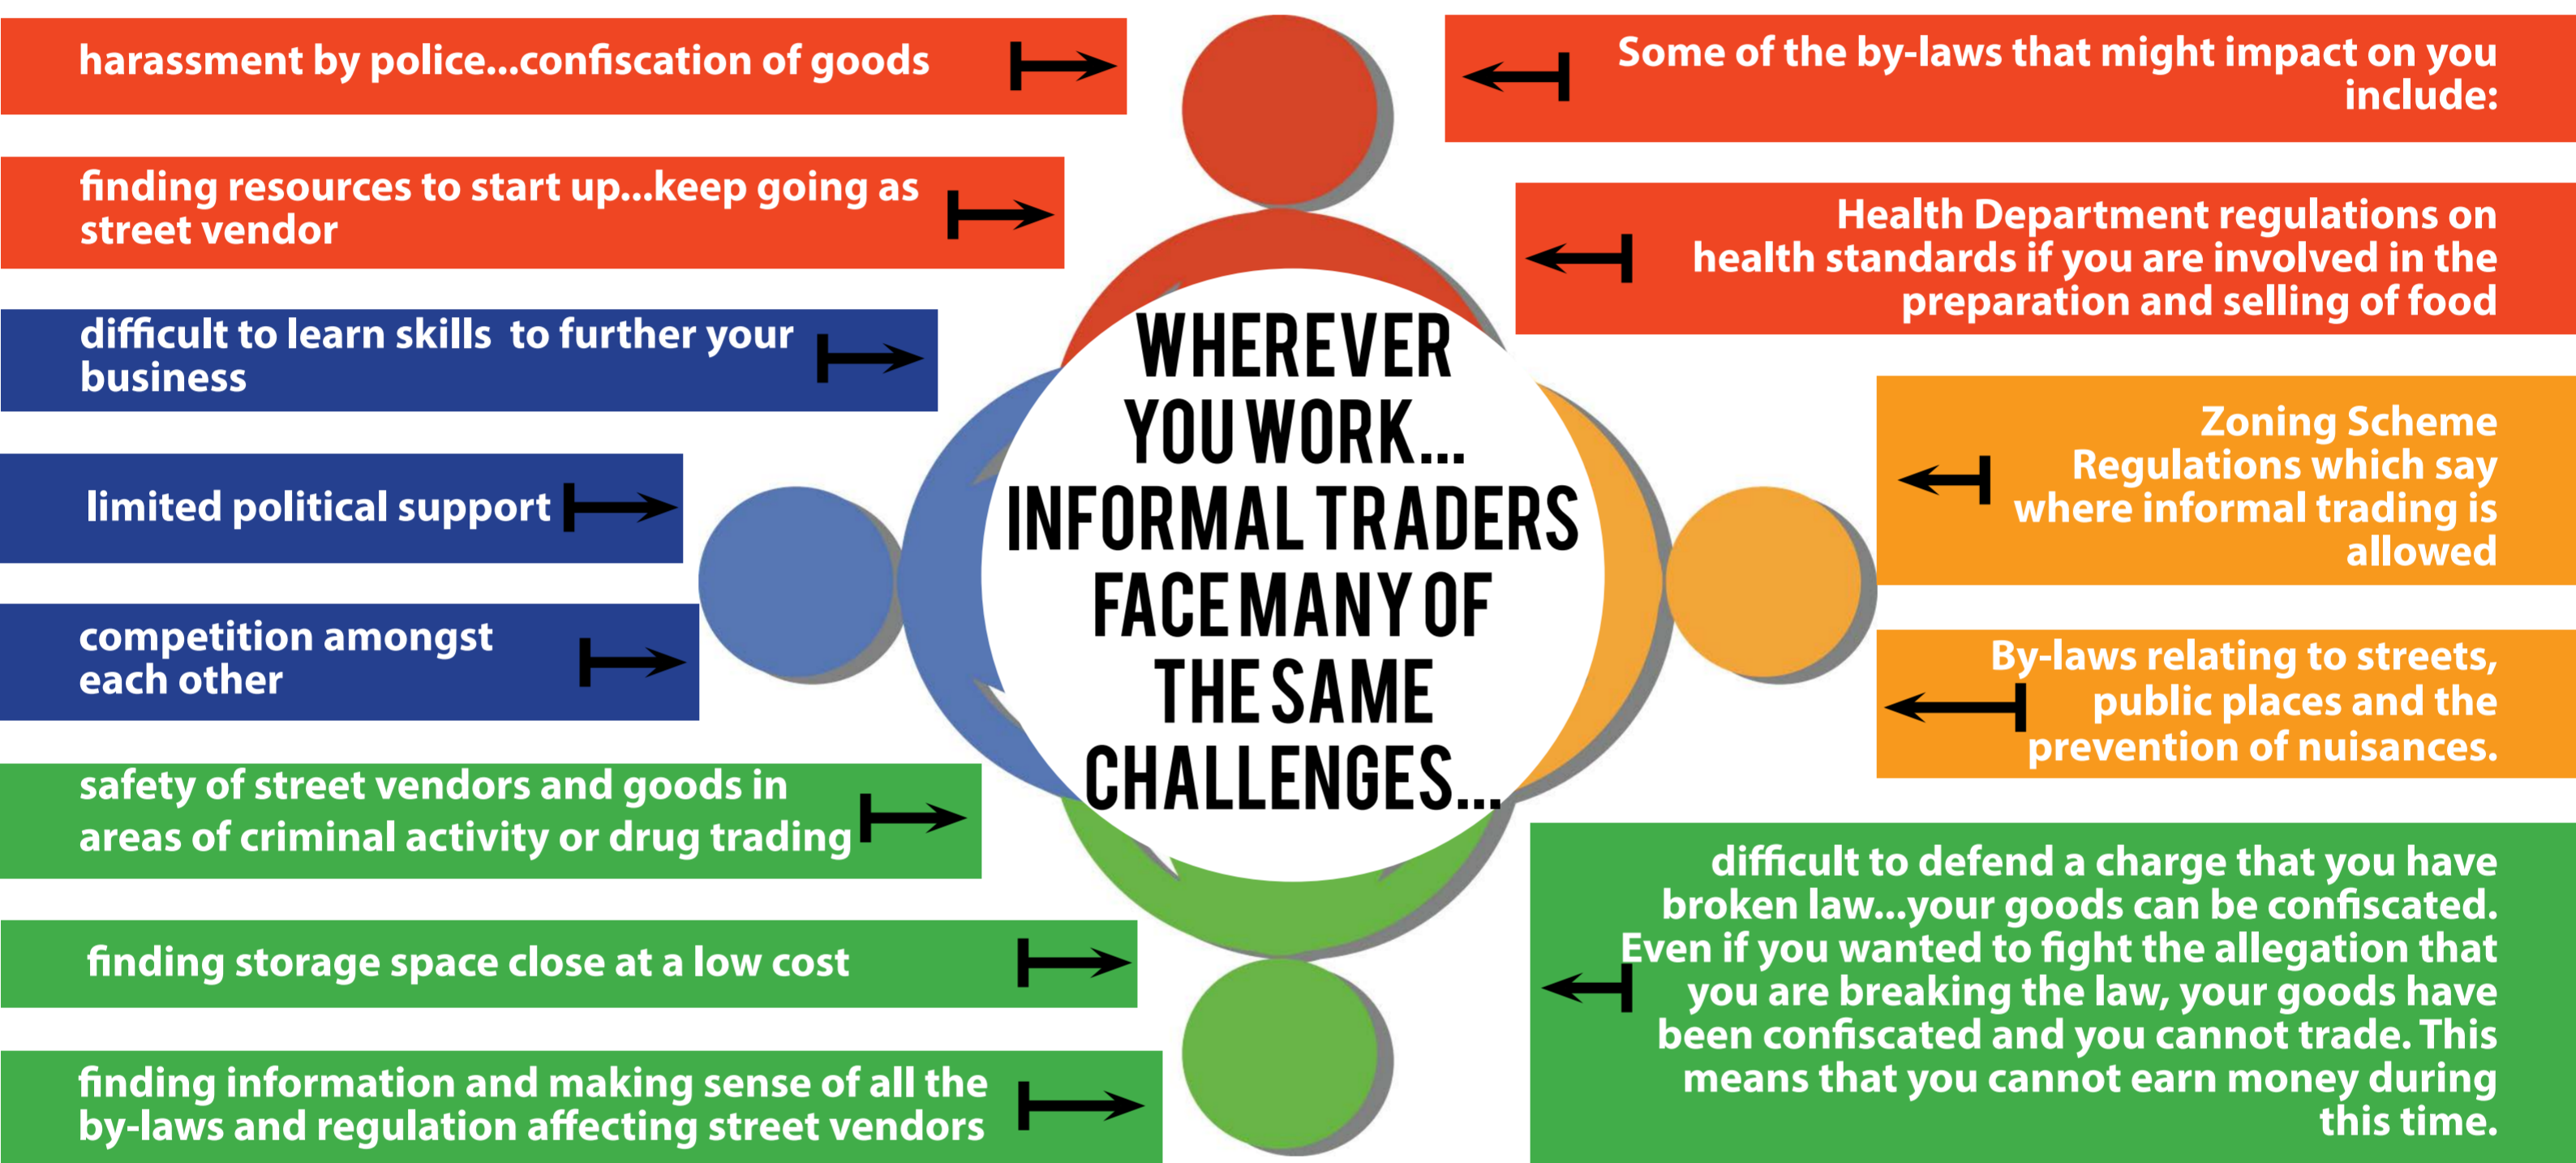 harassment by police...confiscation of goods
finding resources to start up...keep going as
street vendor
difficult to learn skills  to further your
business
limited political support
competition amongst
each other
safety of street vendors and goods in
areas of criminal activity or drug trading
finding storage space close at a low cost
finding information and making sense of all the
by-laws and regulation affecting street vendors
WHEREVER
YOU WORK...
INFORMAL TRADERS
FACE MANY OF
THE SAME
CHALLENGES...
Some of the by-laws that might impact on you
include:
Health Department regulations on
health standards if you are involved in the
preparation and selling of food
Zoning Scheme
Regulations which say
where informal trading is
allowed
By-laws relating to streets,
public places and the
prevention of nuisances.
difficult to defend a charge that you have
broken law...your goods can be confiscated.
Even if you wanted to fight the allegation that
you are breaking the law, your goods have
been confiscated and you cannot trade. This
means that you cannot earn money during
this time.